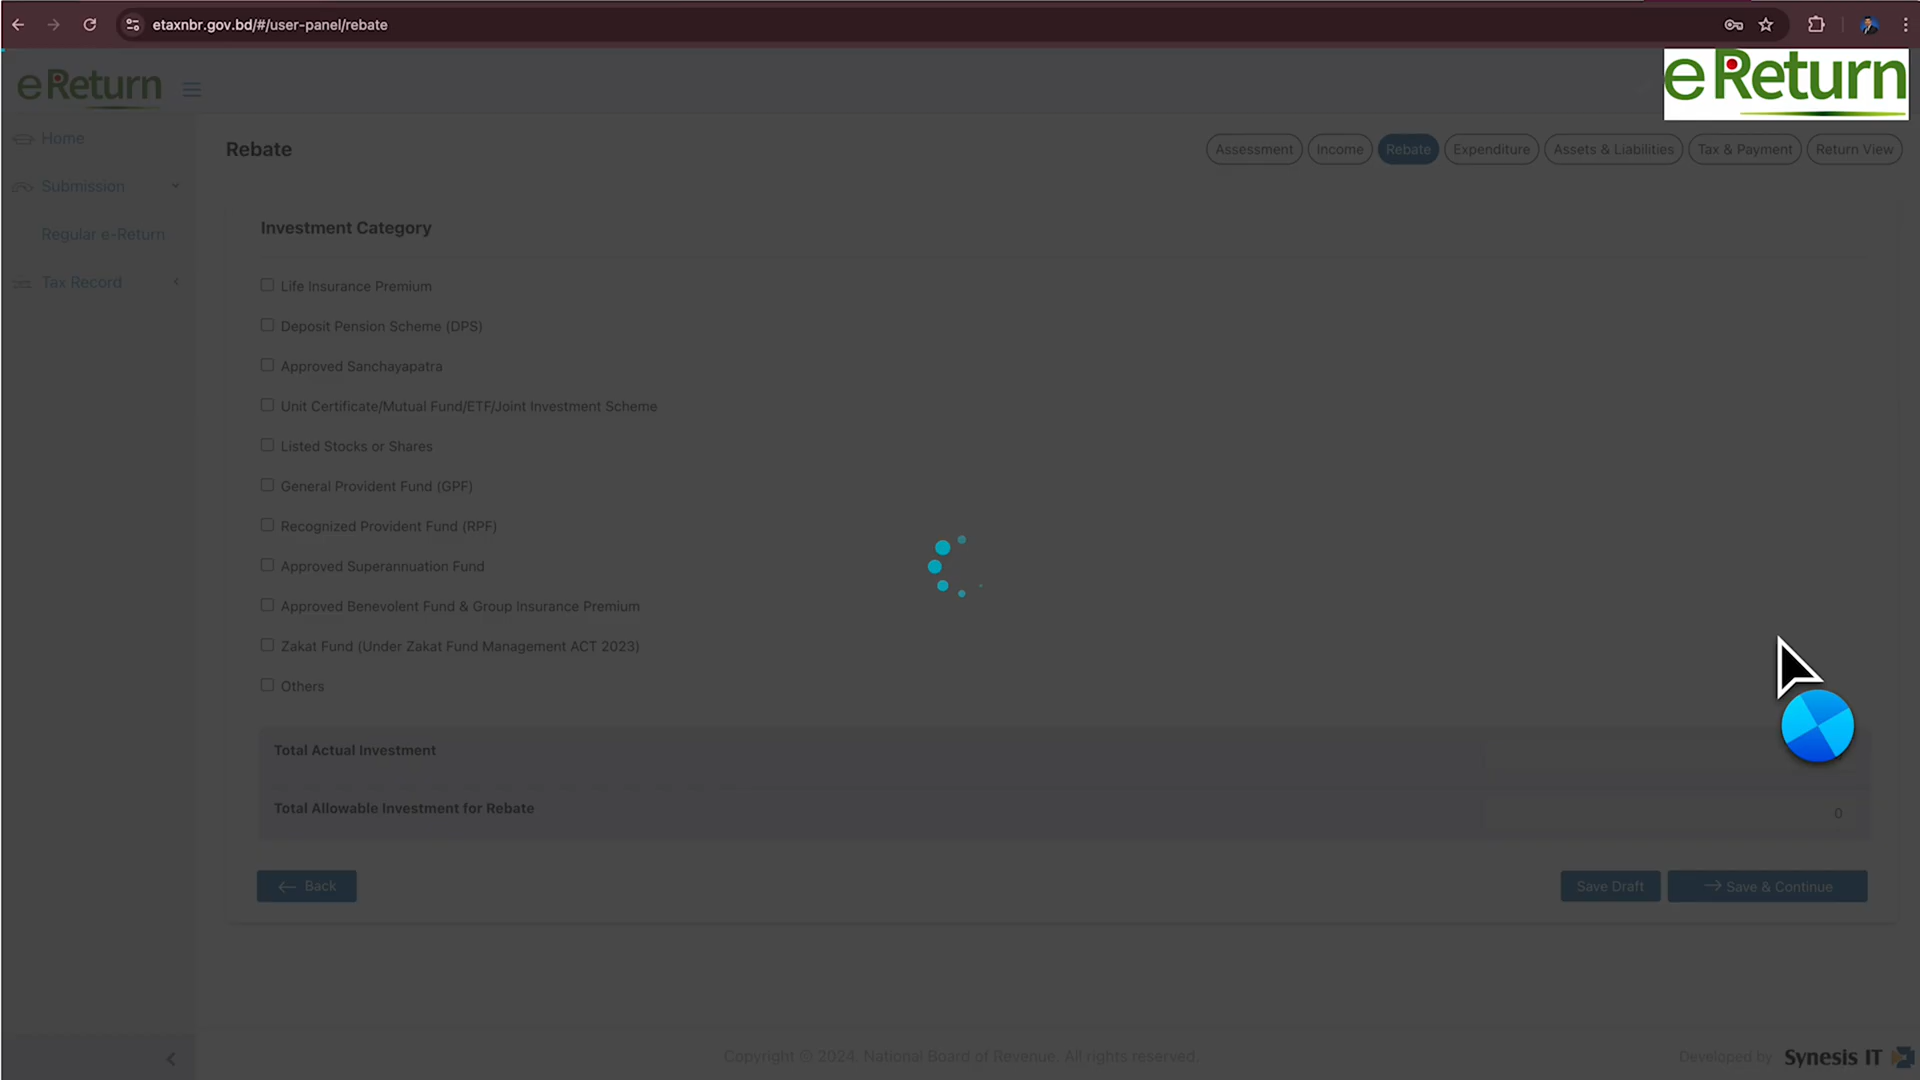 etaxnbr.gov.bd/#/user-panel/rebate
eReturn
eReturn
Home
Submission
Regular e-Return
Tax Record
Rebate
Assessment
Income
Rebate
Expenditure
Assets & Liabilities
Tax & Payment
Return View
Investment Category
Life Insurance Premium
Deposit Pension Scheme (DPS)
Approved Sanchayapatra
Unit Certificate/Mutual Fund/ETF/Joint Investment Scheme
Listed Stocks or Shares
General Provident Fund (GPF)
Recognized Provident Fund (RPF)
Approved Superannuation Fund
Approved Benevolent Fund & Group Insurance Premium
Zakat Fund (Under Zakat Fund Management ACT 2023)
Others
Total Actual Investment
Total Allowable Investment for Rebate
0
Back
Save Draft
Save & Continue
Copyright © 2024. National Board of Revenue. All rights reserved.
Developed by Synesis IT